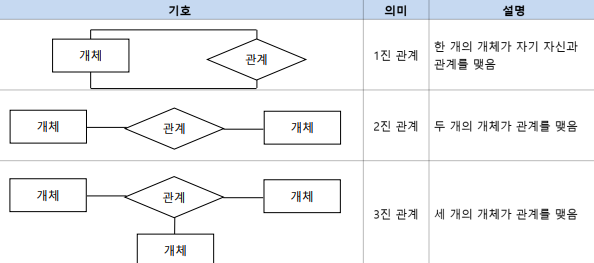 기호 의미 설명
개체 관계 1진 관계 한 개의 개체가 자기 자신과
관계를 맺음
개체 관계 개체 2진 관계 두 개의 개체가 관계를 맺음
개체 관계 개체 3진 관계 세 개의 개체가 관계를 맺음
개체